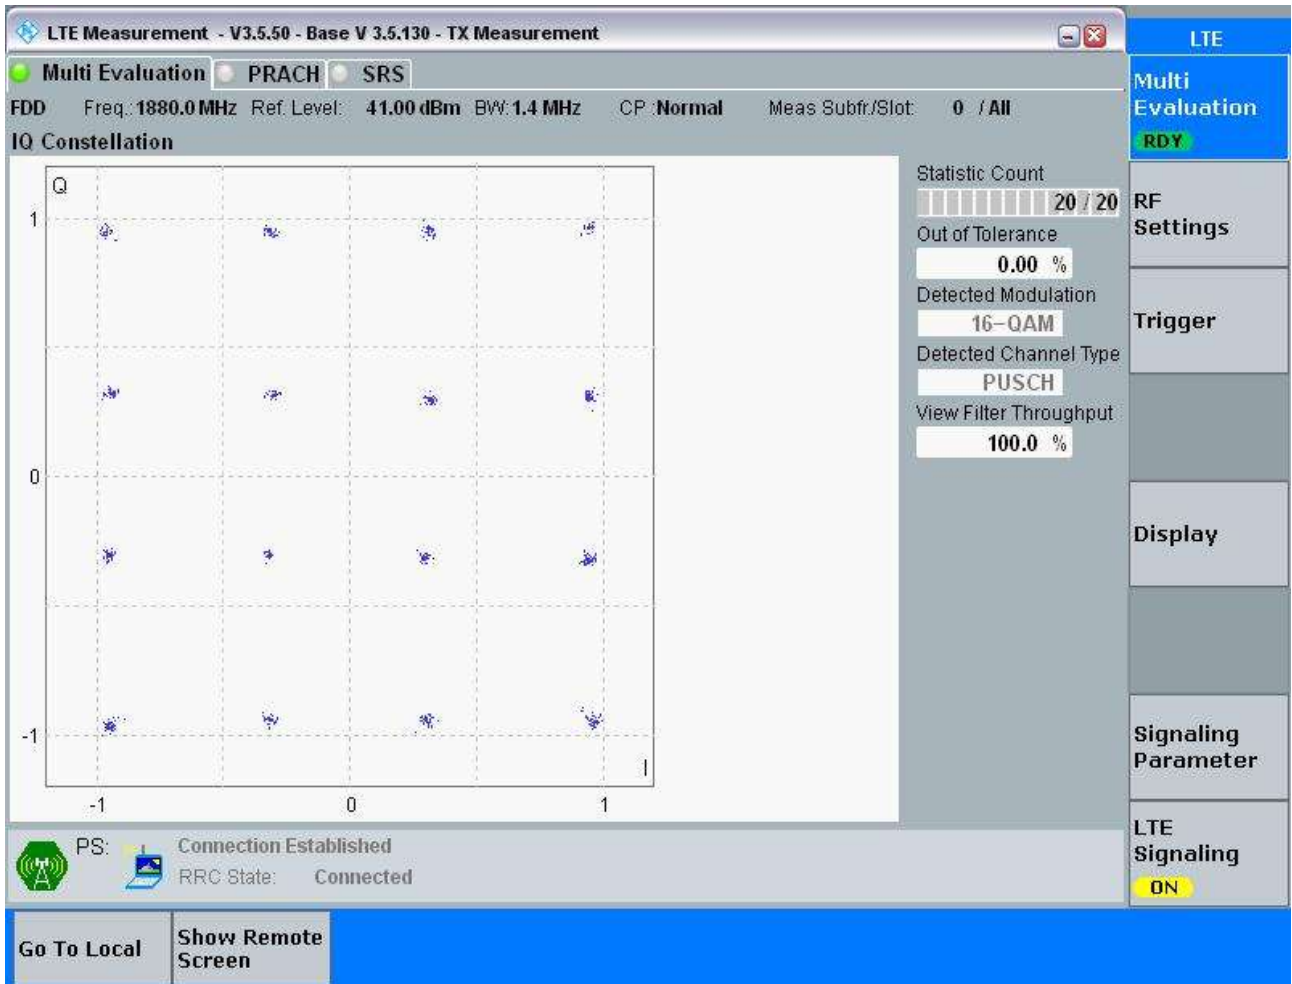 LTE Measurement - V3.5.50 - Base V 3.5.130 - TX Measurement
LTE
Multi Evaluation PRACH SRS
FDD Freq.: 1880.0 MHz Ref. Level: 41.00 dBm BW: 1.4 MHz CP :Normal Meas Subfr./Slot: 0 / All
IQ Constellation
Q
1
0
-1
I
-1 0 1
Statistic Count
20 / 20
Out of Tolerance
0.00 %
Detected Modulation
16-QAM
Detected Channel Type
PUSCH
View Filter Throughput
100.0 %
Multi
Evaluation
RDY
RF
Settings
Trigger
Display
Signaling
Parameter
LTE
Signaling
ON
PS: Connection Established
RRC State: Connected
Go To Local
Show Remote
Screen